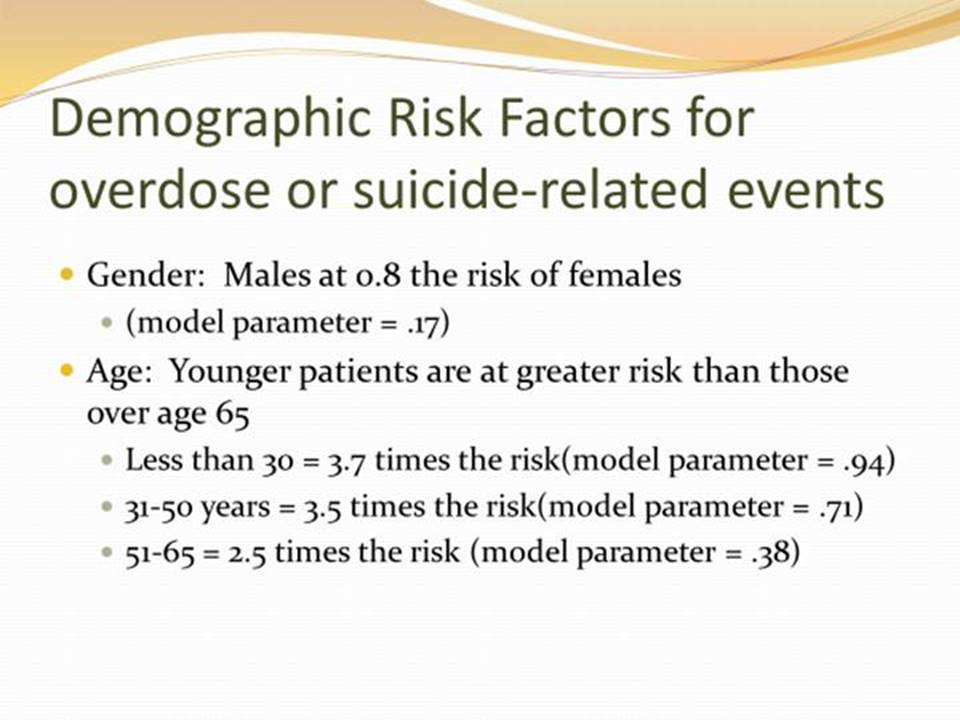 Demographic Risk Factors for
overdose or suicide-related events
Gender:  Males at 0.8 the risk of females
(model parameter = .17)
Age:  Younger patients are at greater risk than those
over age 65
Less than 30 = 3.7 times the risk(model parameter = .94)
31-50 years = 3.5 times the risk(model parameter = .71)
51-65 = 2.5 times the risk (model parameter = .38)